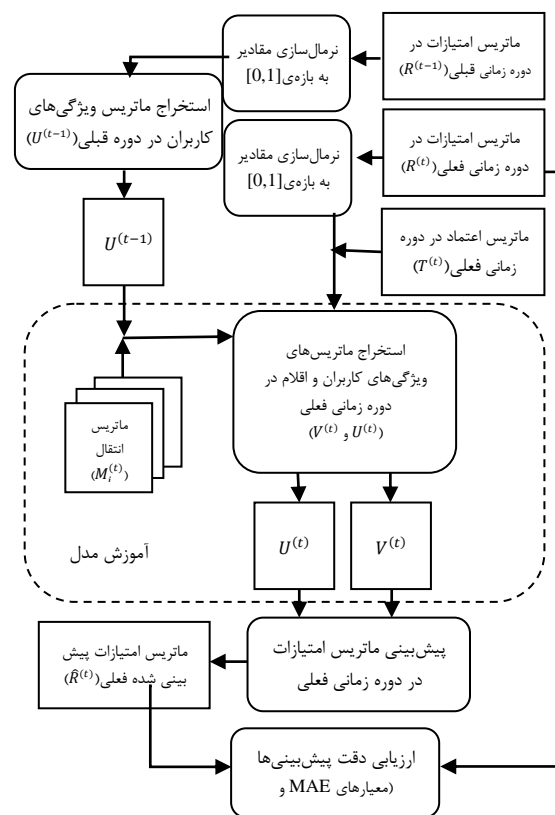 ماتریس امتیازات در
دوره زمانی قبلی(R^(t−1))
نرمال‌سازی مقادیر
به بازه‌ی[0,1]
استخراج ماتریس ویژگی‌های
کاربران در دوره قبلی(U^(t−1))
ماتریس امتیازات در
دوره زمانی فعلی
(R^(t))
نرمال‌سازی مقادیر
به بازه‌ی[0,1]
U^(t−1)
ماتریس اعتماد در دوره
زمانی فعلی(T^(t))
استخراج ماتریس‌های
ویژگی‌های کاربران و اقلام در
دوره زمانی فعلی
(U^(t) و V^(t))
ماتریس
انتقال
(M_i^(t))
آموزش مدل
U^(t)
V^(t)
پیش‌بینی ماتریس امتیازات
در دوره زمانی فعلی
ماتریس امتیازات پیش
بینی شده فعلی(R̂^(t))
ارزیابی دقت پیش‌بینی‌ها
(معیارهای MAE و